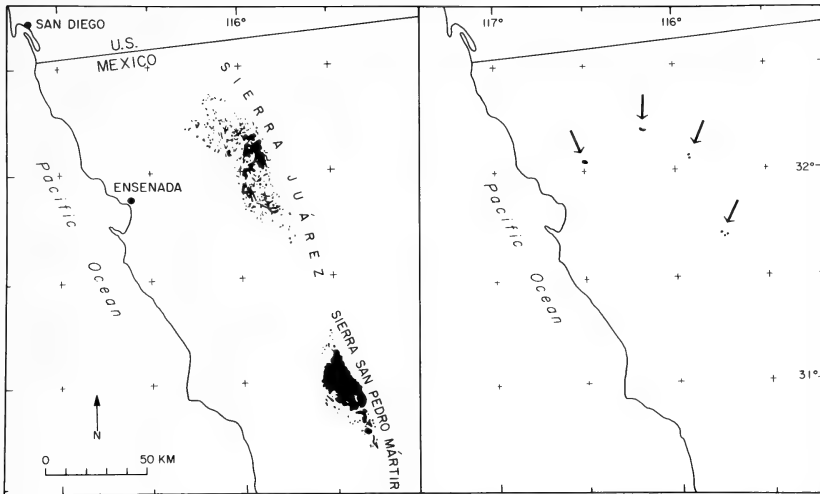 SAN DIEGO
116°
U.S.
MEXICO
SIERRA JUÁREZ
ENSENADA
Pacific Ocean
SIERRA SAN PEDRO MÁRTIR
N
0 50 KM
117° 116°
32°
Pacific Ocean
31°